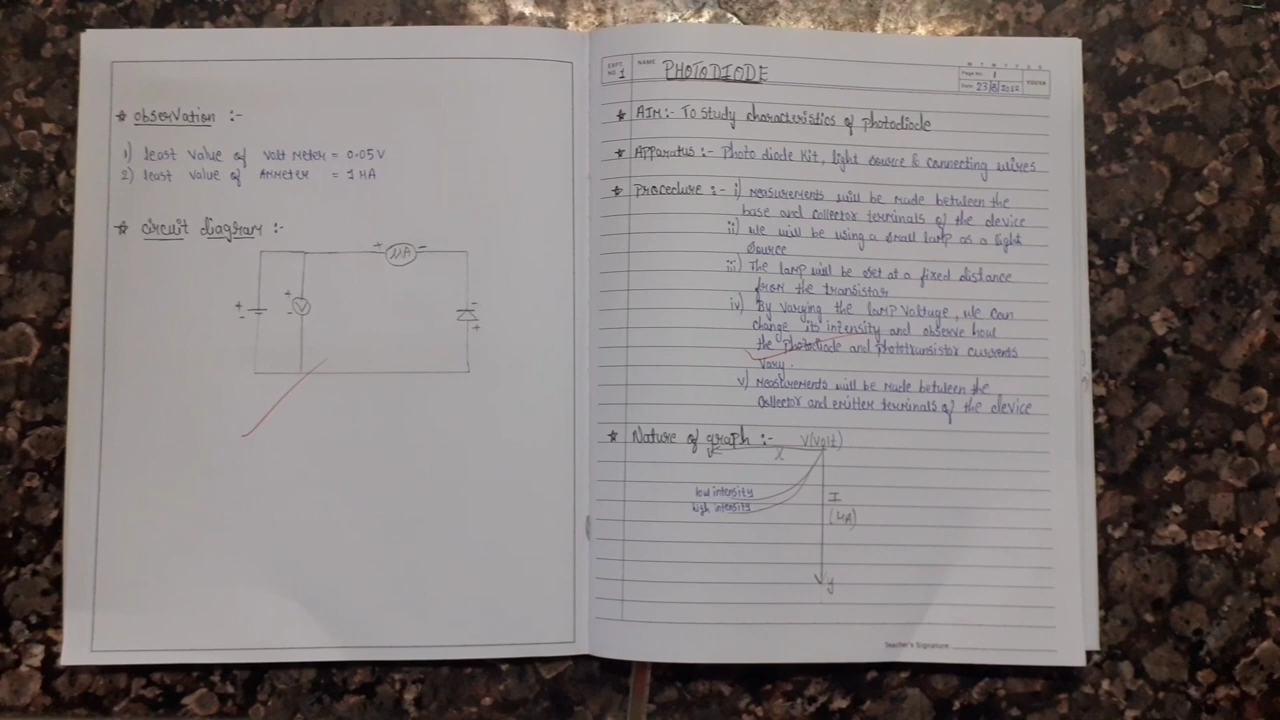 ★ observation :-
1) least value of volt meter = 0.05V
2) least value of Ammeter = 1 μA
★ circuit diagram :-
+ μA -
+
-
+
V
-
-
+
EXPT. NO. 1 NAME PHOTODIODE
M T W T F S S
Page No.: 1
Date: 23/8/2022
YOUVA
★ AIM:- To study characteristics of photodiode
★ Apparatus :- Photo diode Kit, light source & connecting wires
★ Procedure :- i) Measurements will be made between the
base and collector terminals of the device
ii) We will be using a small lamp as a light
source
iii) The lamp will be set at a fixed distance
from the transistor
iv) By varying the lamp voltage, we can
change its intensity and observe how
the photodiode and phototransistor currents
vary.
v) Measurements will be made between the
collector and emitter terminals of the device
★ Nature of graph :- V(Volt)
x
low intensity
high intensity
I
(μA)
y
Teacher's Signature